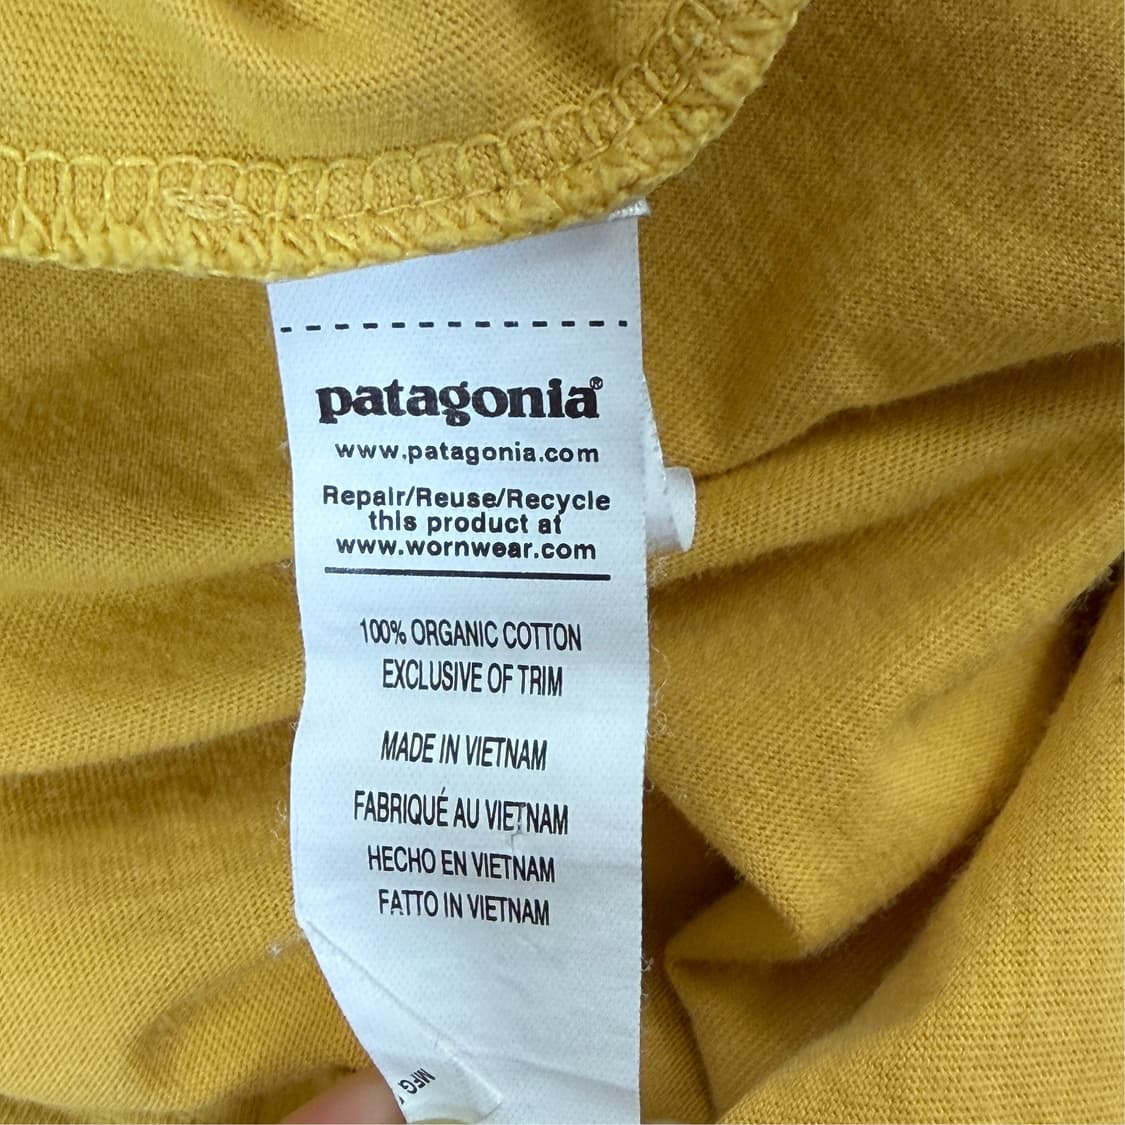 patagonia®
www.patagonia.com
Repair/Reuse/Recycle
this product at
www.wornwear.com
100% ORGANIC COTTON
EXCLUSIVE OF TRIM
MADE IN VIETNAM
FABRIQUÉ AU VIETNAM
HECHO EN VIETNAM
FATTO IN VIETNAM
MFG